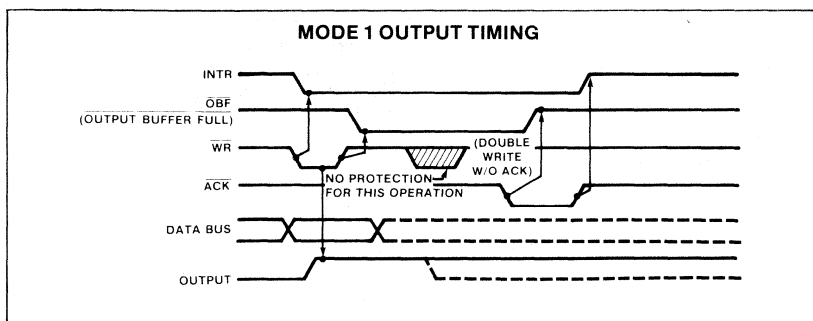 MODE 1 OUTPUT TIMING
INTR
OBF
(OUTPUT BUFFER FULL)
WR
(DOUBLE
WRITE
W/O ACK)
NO PROTECTION
FOR THIS OPERATION
ACK
DATA BUS
OUTPUT